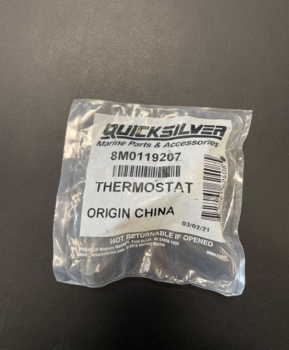 QUICKSILVER
Marine Parts & Accessories
8M0119207
THERMOSTAT
ORIGIN CHINA
03/02/21
NOT RETURNABLE IF OPENED